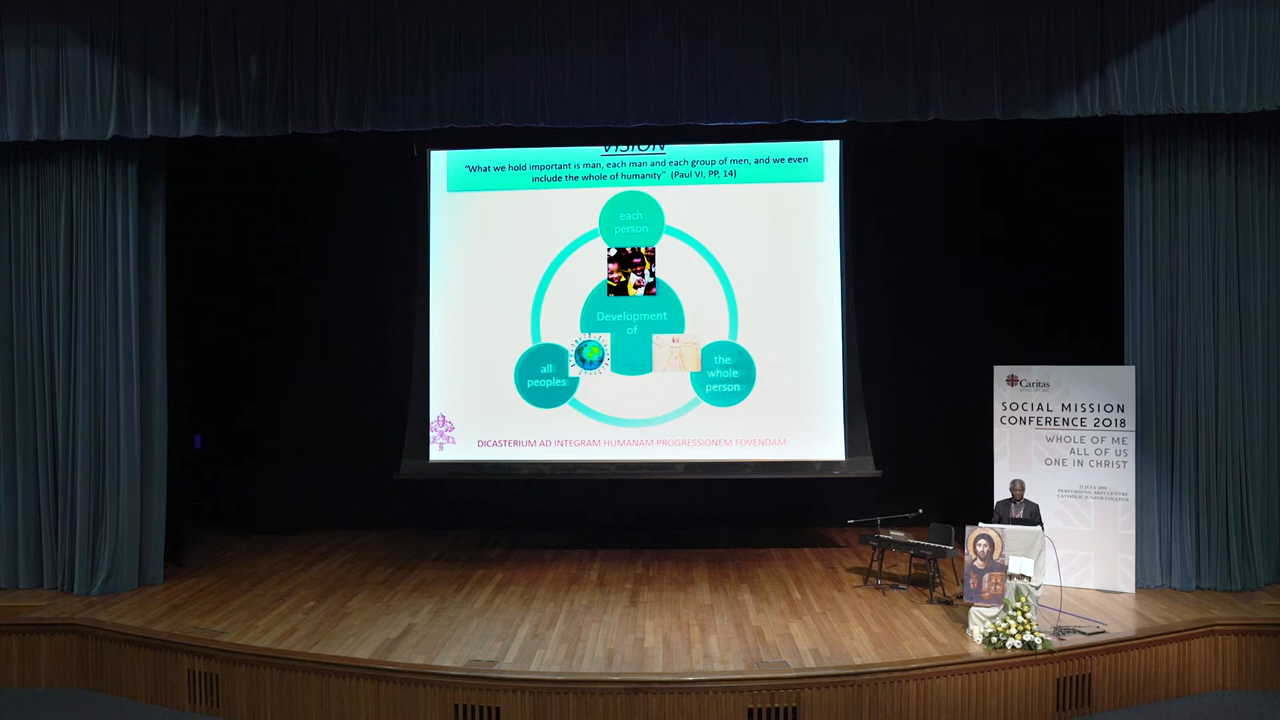 VISION
"What we hold important is man, each man and each group of men, and we even
include the whole of humanity" (Paul VI, PP, 14)
each
person
Development
of
all
peoples
the
whole
person
DICASTERIUM AD INTEGRAM HUMANAM PROGRESSIONEM FOVENDAM
Caritas
SOCIAL MISSION
CONFERENCE 2018
WHOLE OF ME
ALL OF US
ONE IN CHRIST
JULY 2018
PERFORMING ARTS CENTRE
CATHOLIC JUNIOR COLLEGE